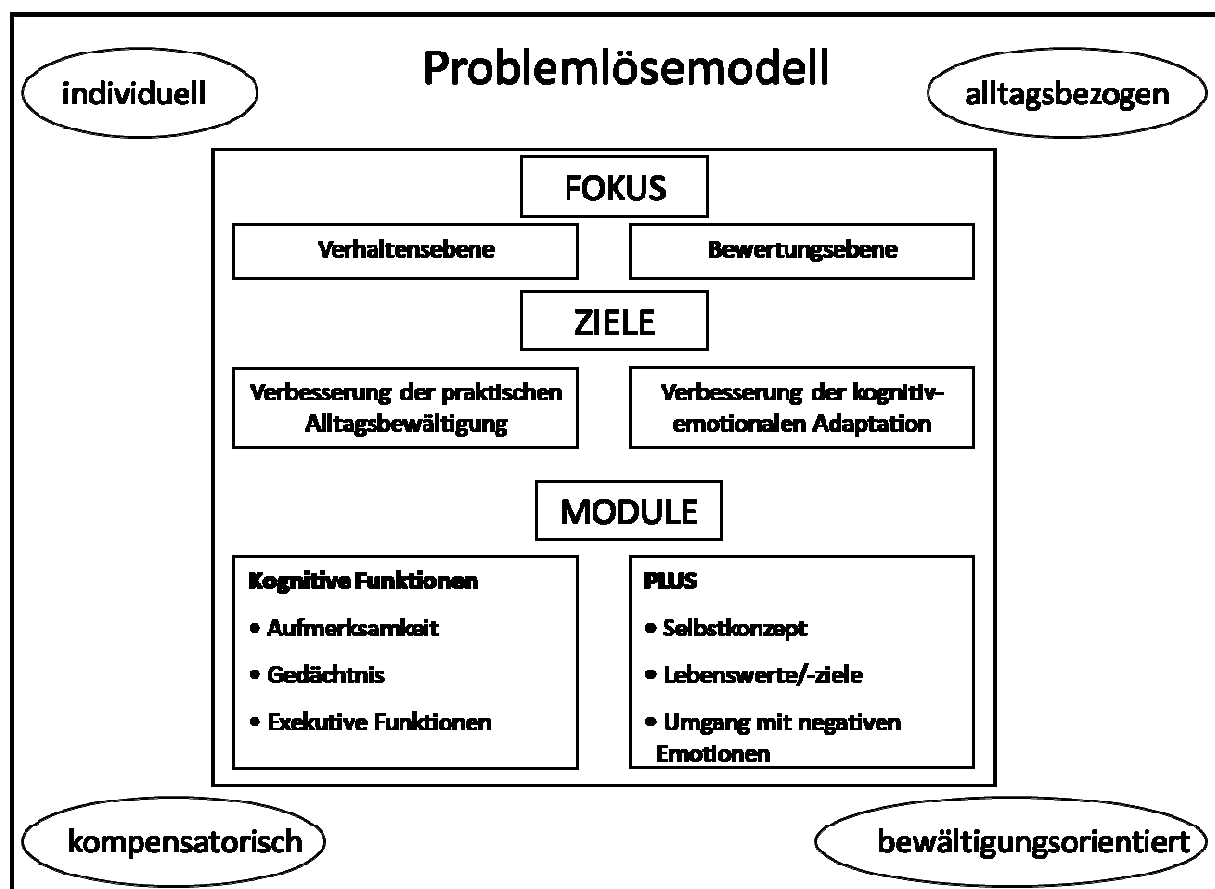 Problemlösemodell
individuell
alltagsbezogen
FOKUS
Verhaltensebene
Bewertungsebene
ZIELE
Verbesserung der praktischen
Alltagsbewältigung
Verbesserung der kognitiv-
emotionalen Adaptation
MODULE
Kognitive Funktionen
• Aufmerksamkeit
• Gedächtnis
• Exekutive Funktionen
PLUS
• Selbstkonzept
• Lebenswerte/-ziele
• Umgang mit negativen
Emotionen
kompensatorisch
bewältigungsorientiert